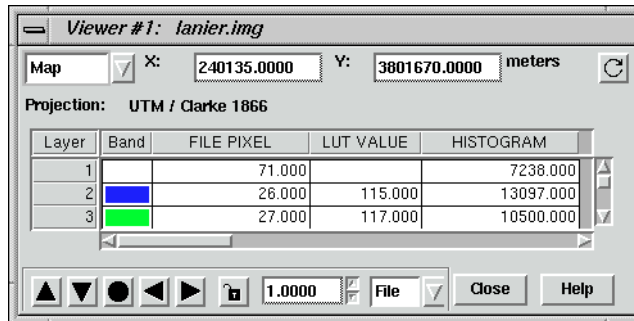 Viewer #1: lanier.img
Map X: 240135.0000 Y: 3801670.0000 meters
Projection: UTM / Clarke 1866
Layer Band FILE PIXEL LUT VALUE HISTOGRAM
1 71.000 7238.000
2 26.000 115.000 13097.000
3 27.000 117.000 10500.000
1.0000 File Close Help